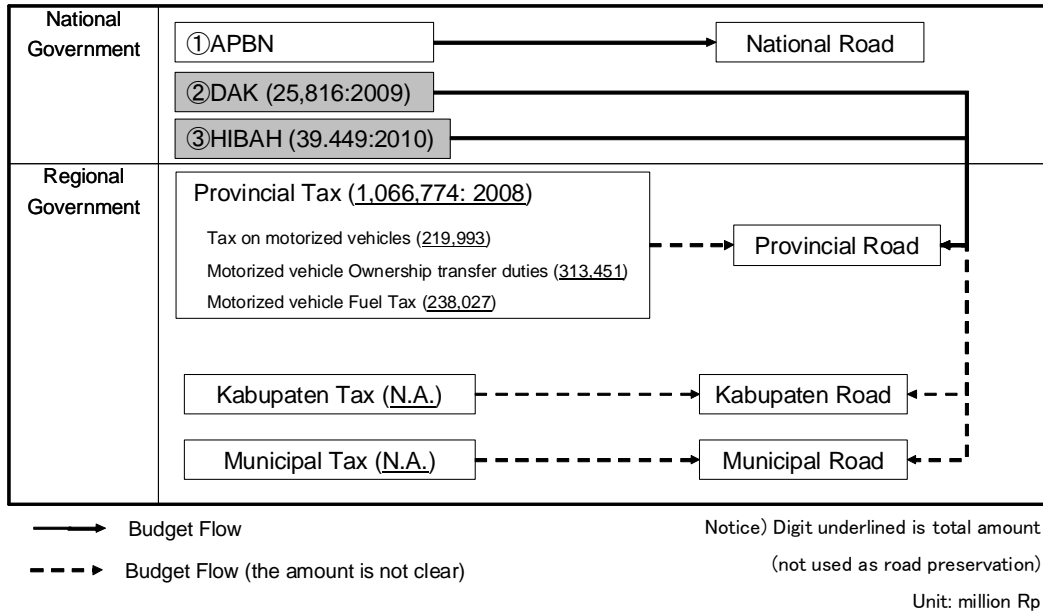 National
Government
①APBN
National Road
②DAK (25,816:2009)
③HIBAH (39.449:2010)
Regional
Government
Provincial Tax (1,066,774: 2008)
Tax on motorized vehicles (219,993)
Motorized vehicle Ownership transfer duties (313,451)
Motorized vehicle Fuel Tax (238,027)
Provincial Road
Kabupaten Tax (N.A.)
Kabupaten Road
Municipal Tax (N.A.)
Municipal Road
Budget Flow
Budget Flow (the amount is not clear)
Notice) Digit underlined is total amount
(not used as road preservation)
Unit: million Rp